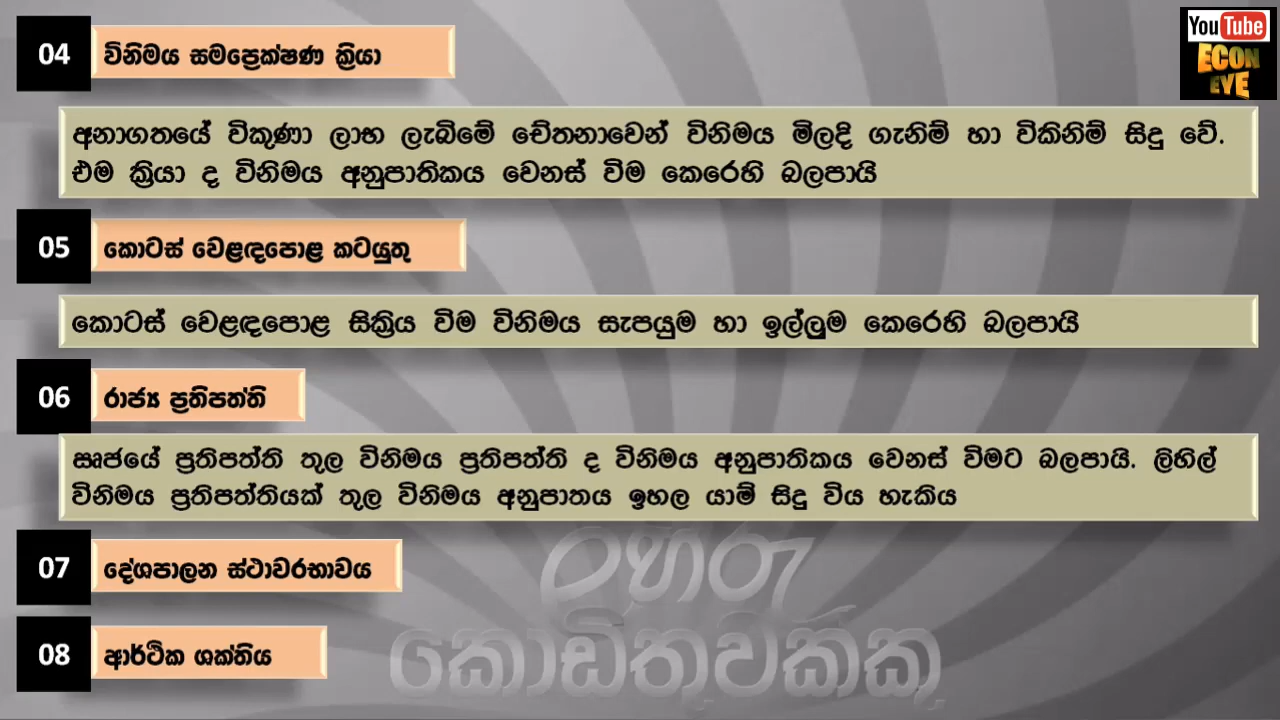 YouTube
ECON
EYE
04
විනිමය සමප්‍රෙක්ෂණ ක්‍රියා
අනාගතයේ විකුණා ලාභ ලැබීමේ චේතනාවෙන් විනිමය මිලදී ගැනීම් හා විකිනිම් සිදු වේ.
එම ක්‍රියා ද විනිමය අනුපාතිකය වෙනස් වීම කෙරෙහි බලපායි
05
කොටස් වෙළඳපොළ කටයුතු
කොටස් වෙළඳපොළ සික්‍රිය වීම විනිමය සැපයුම හා ඉල්ලුම කෙරෙහි බලපායි
06
රාජ්‍ය ප්‍රතිපත්ති
සෘජයේ ප්‍රතිපත්ති තුල විනිමය ප්‍රතිපත්ති ද විනිමය අනුපාතිකය වෙනස් වීමට බලපායි. ලිහිල්
විනිමය ප්‍රතිපත්තියක් තුල විනිමය අනුපාතය ඉහල යාම් සිදු විය හැකිය
07
දේශපාලන ස්ථාවරභාවය
08
ආර්ථික ශක්තිය